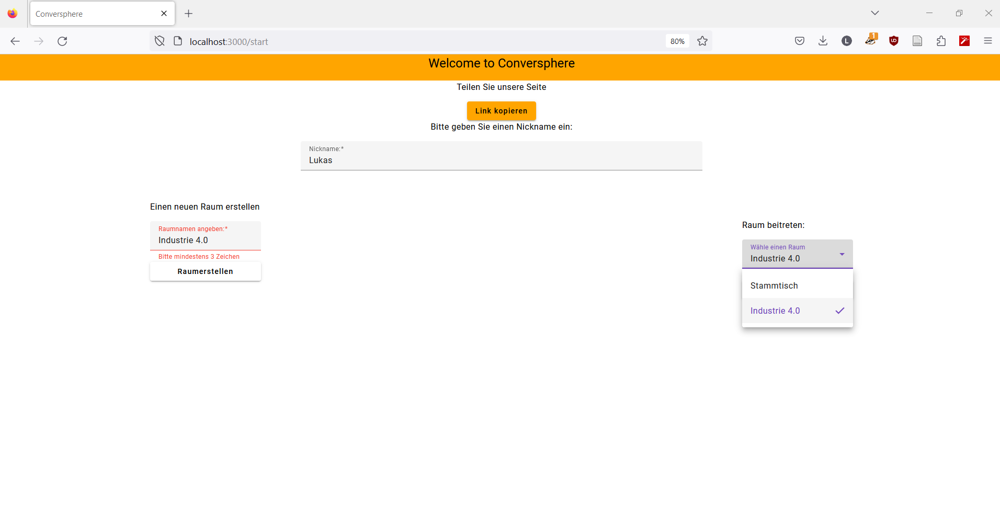 Conversphere
localhost:3000/start
80%
L
1
Welcome to Conversphere
Teilen Sie unsere Seite
Link kopieren
Bitte geben Sie einen Nickname ein:
Nickname:*
Lukas
Einen neuen Raum erstellen
Raumnamen angeben:*
Industrie 4.0
Bitte mindestens 3 Zeichen
Raumerstellen
Raum beitreten:
Wähle einen Raum
Industrie 4.0
Stammtisch
Industrie 4.0